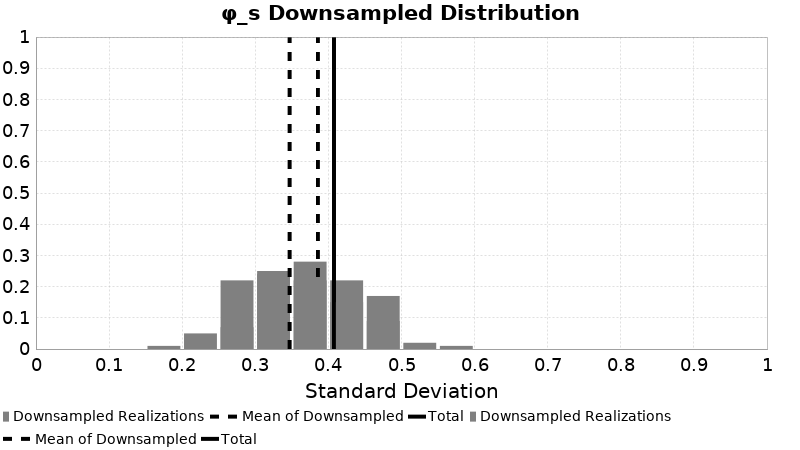 φ_s Downsampled Distribution
1
0.9
0.8
0.7
0.6
0.5
0.4
0.3
0.2
0.1
0
0 0.1 0.2 0.3 0.4 0.5 0.6 0.7 0.8 0.9 1
Standard Deviation
Downsampled Realizations Mean of Downsampled Total Downsampled Realizations
Mean of Downsampled Total